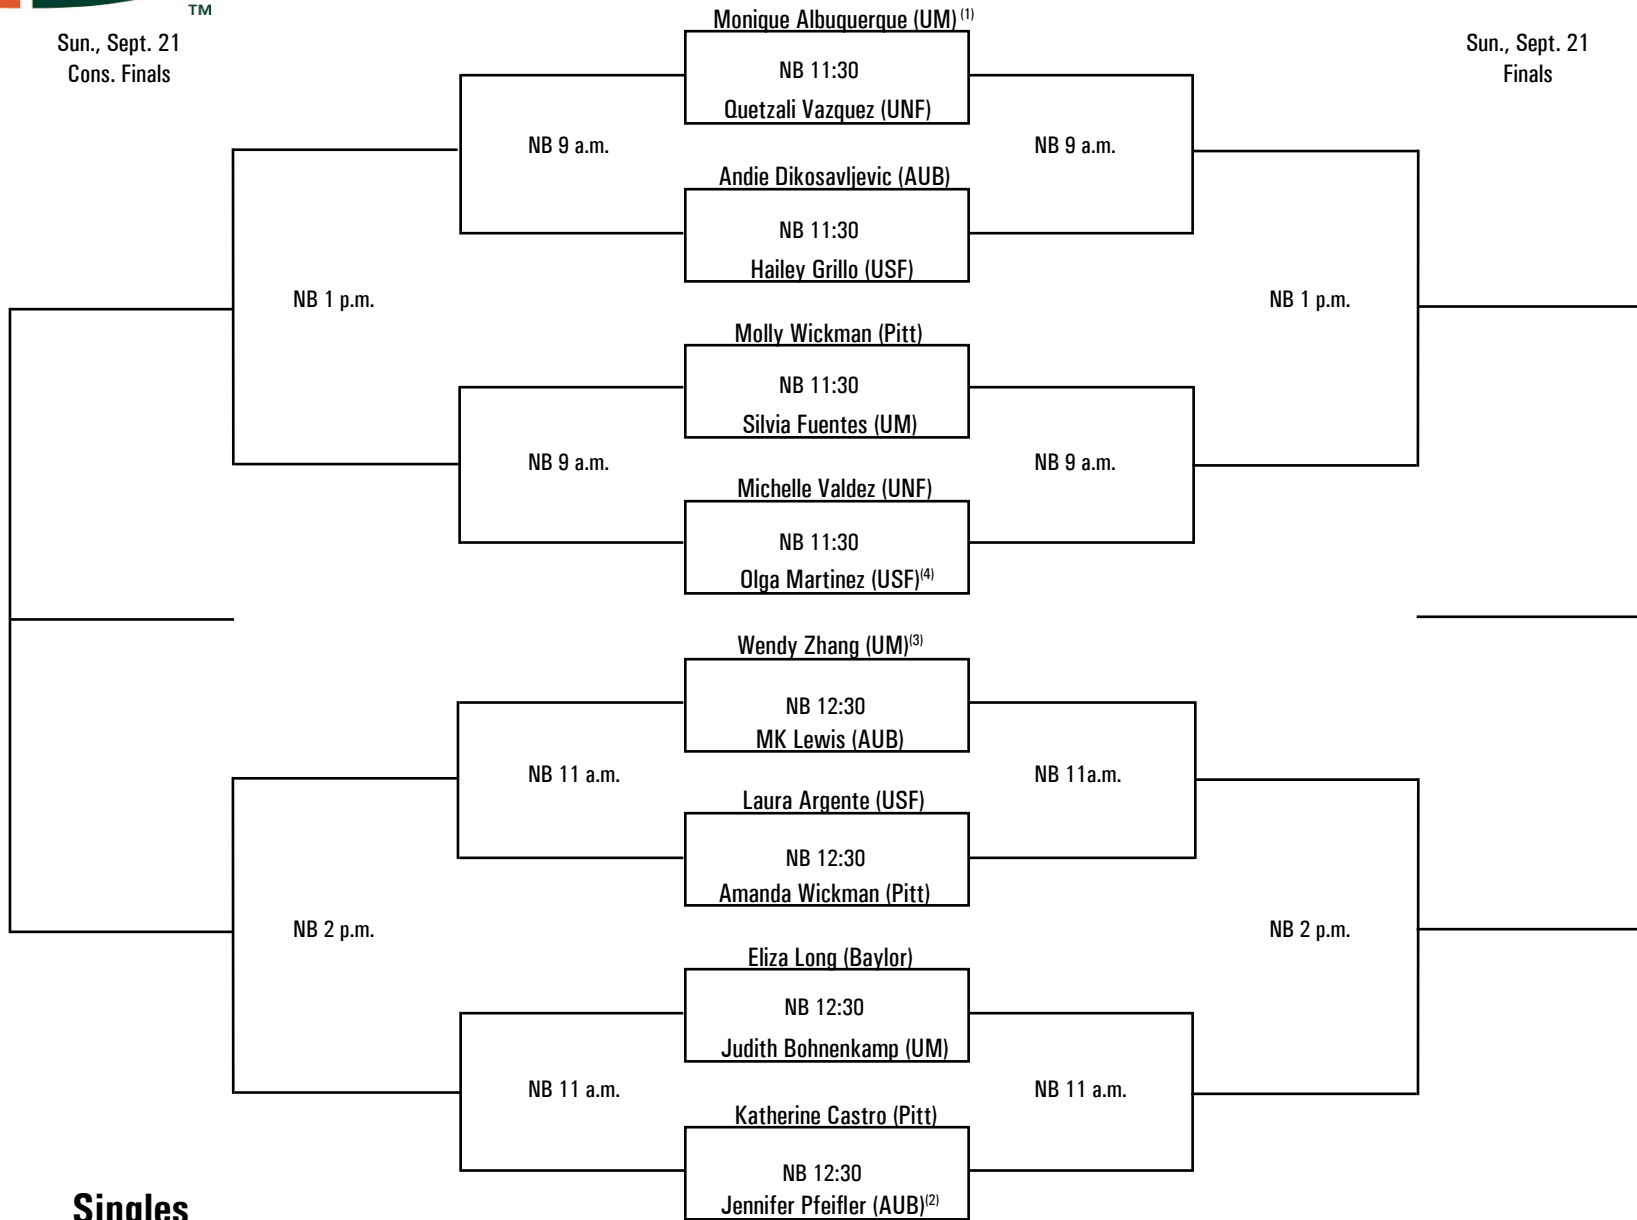 TM
Sun., Sept. 21
Cons. Finals
Sun., Sept. 21
Finals
Monique Albuquerque (UM) (1)
NB 11:30
Quetzali Vazquez (UNF)
NB 9 a.m.
NB 9 a.m.
Andie Dikosavljevic (AUB)
NB 11:30
Hailey Grillo (USF)
NB 1 p.m.
NB 1 p.m.
Molly Wickman (Pitt)
NB 11:30
Silvia Fuentes (UM)
NB 9 a.m.
NB 9 a.m.
Michelle Valdez (UNF)
NB 11:30
Olga Martinez (USF)(4)
Wendy Zhang (UM)(3)
NB 12:30
MK Lewis (AUB)
NB 11 a.m.
NB 11a.m.
Laura Argente (USF)
NB 12:30
Amanda Wickman (Pitt)
NB 2 p.m.
NB 2 p.m.
Eliza Long (Baylor)
NB 12:30
Judith Bohnenkamp (UM)
NB 11 a.m.
NB 11 a.m.
Katherine Castro (Pitt)
NB 12:30
Jennifer Pfeifler (AUB)(2)
Singles